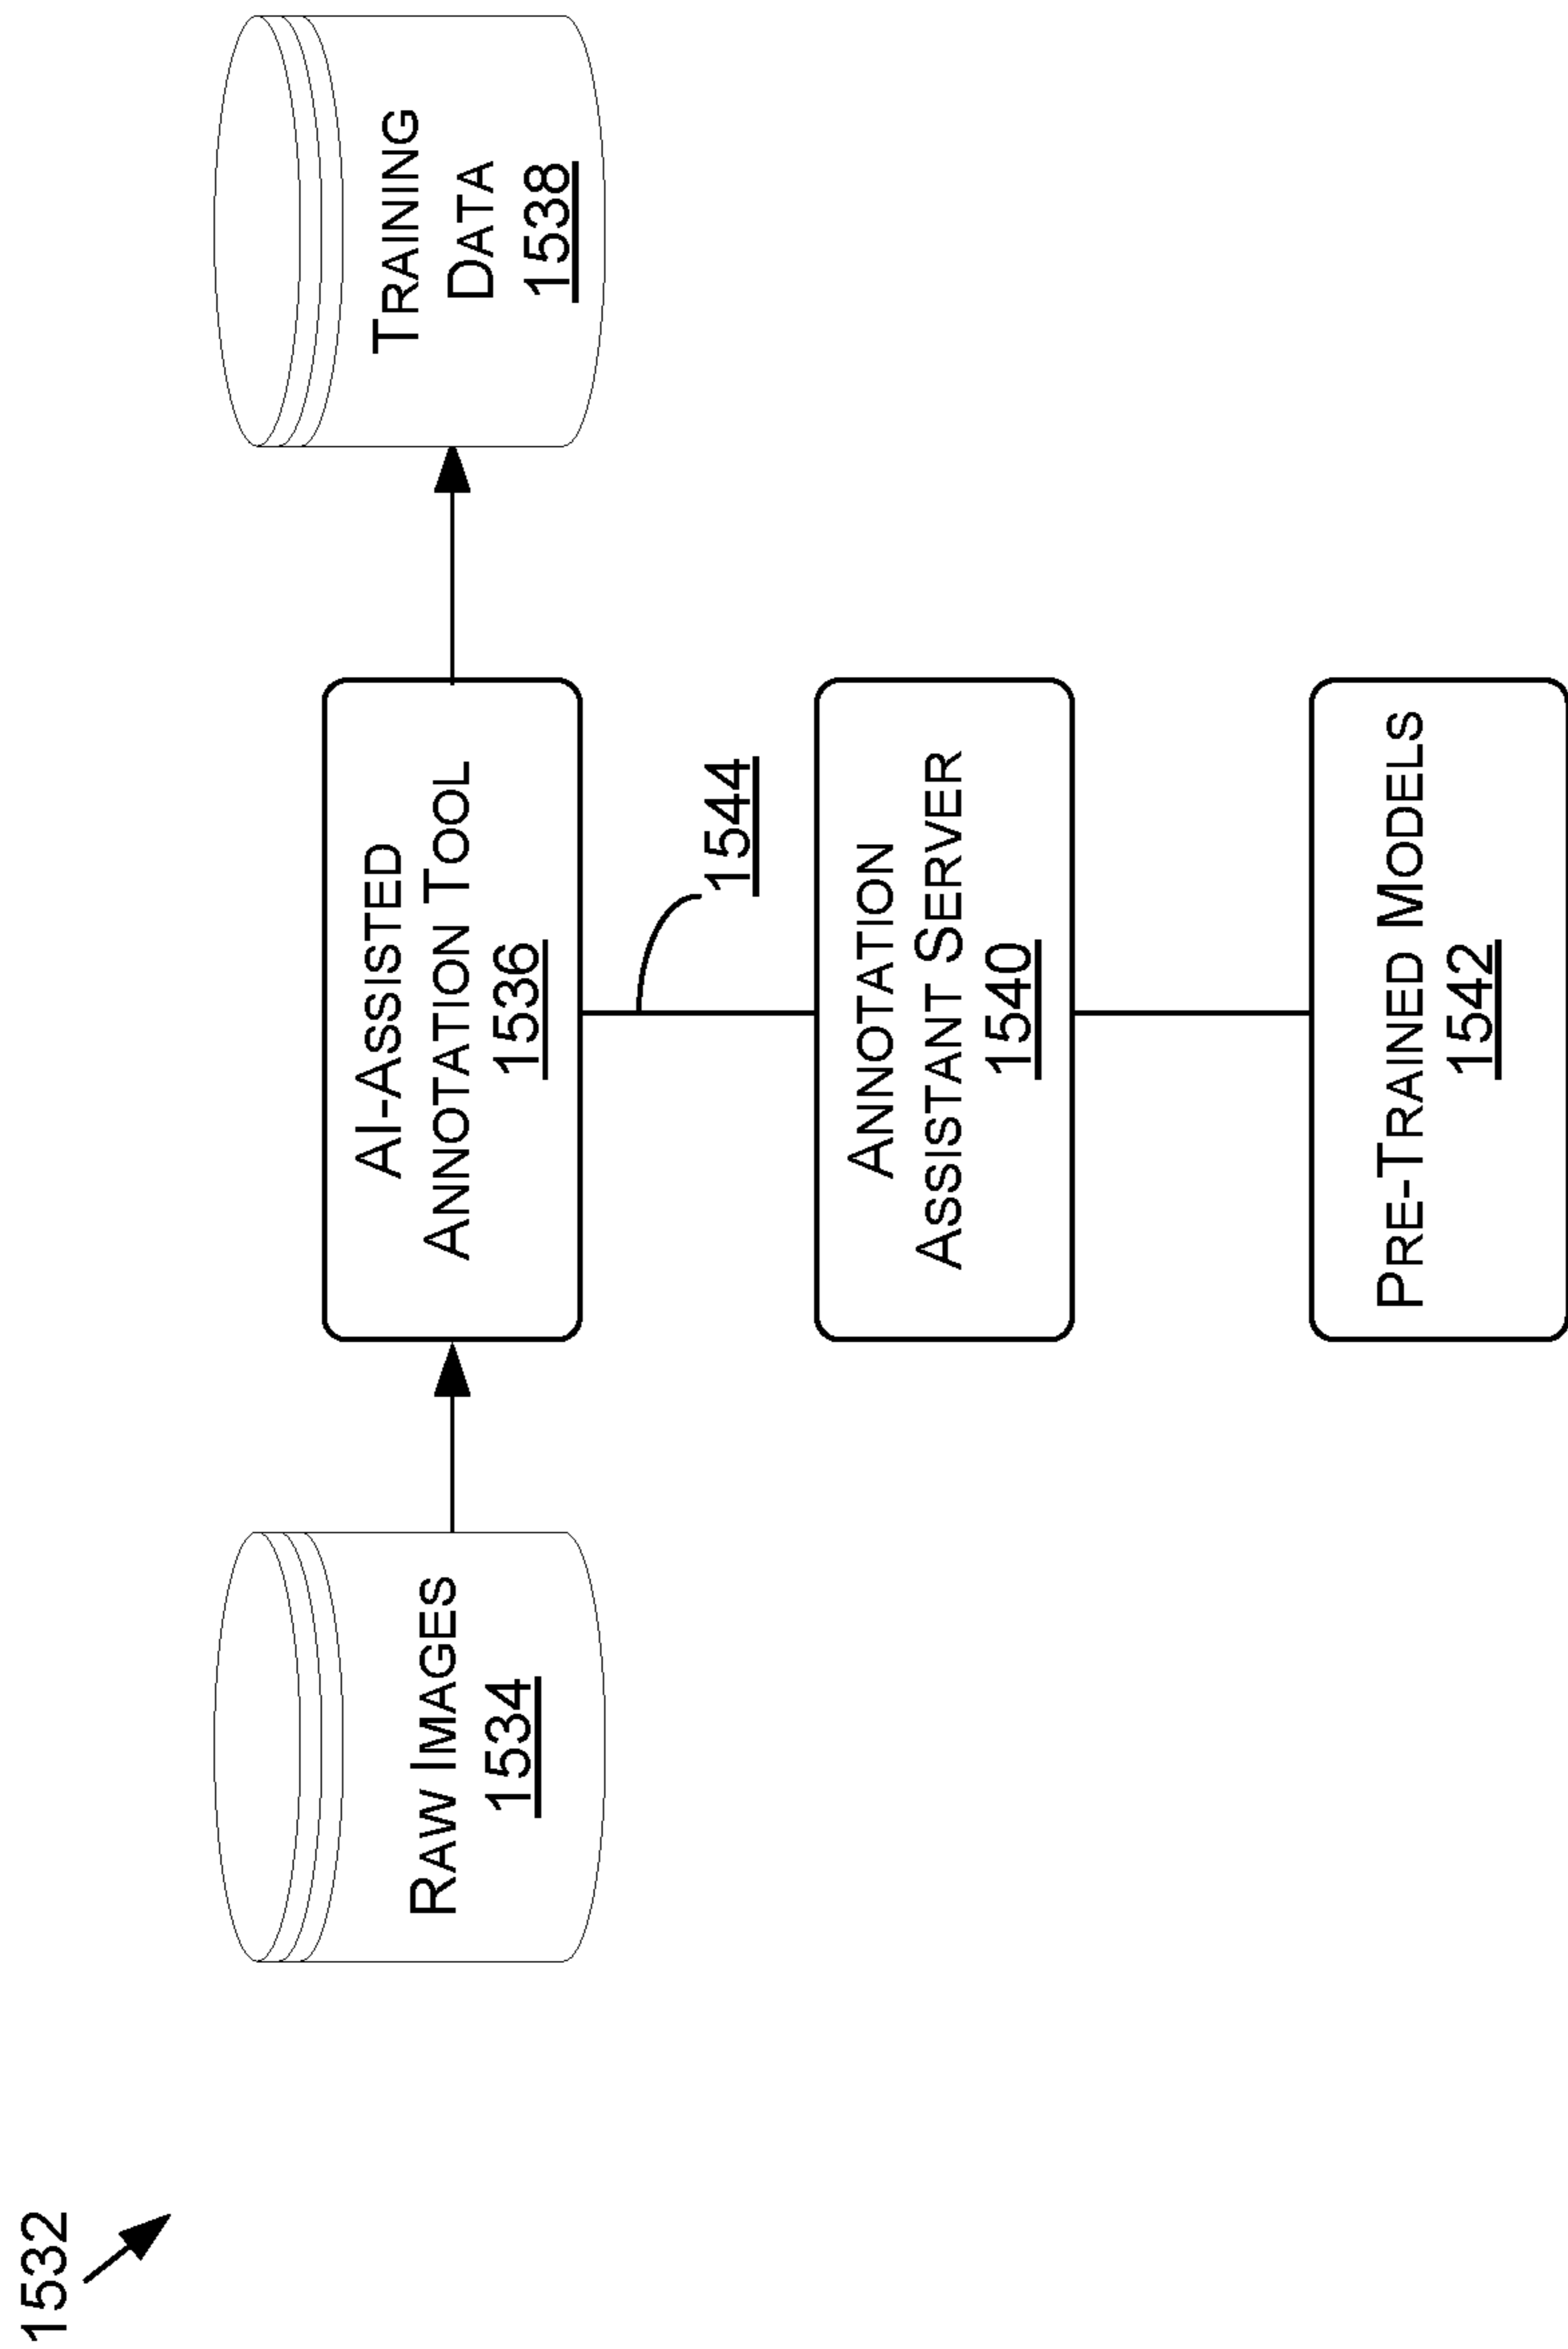 1532
RAW IMAGES
1534
AI-ASSISTED
ANNOTATION TOOL
1536
TRAINING
DATA
1538
1544
ANNOTATION
ASSISTANT SERVER
1540
PRE-TRAINED MODELS
1542